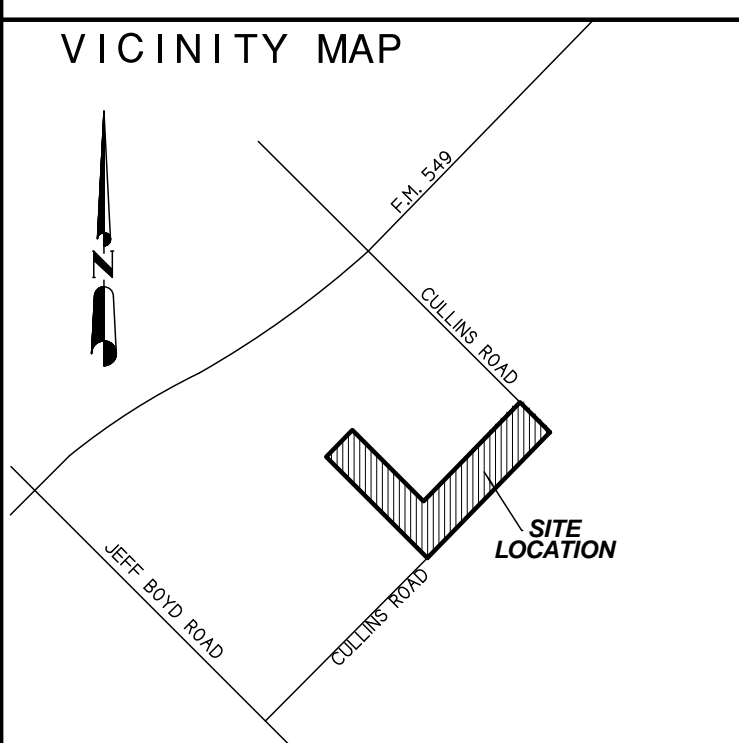 VICINITY MAP
F.M. 549
N
CULLINS ROAD
SITE
LOCATION
JEFF BOYD ROAD
CULLINS ROAD